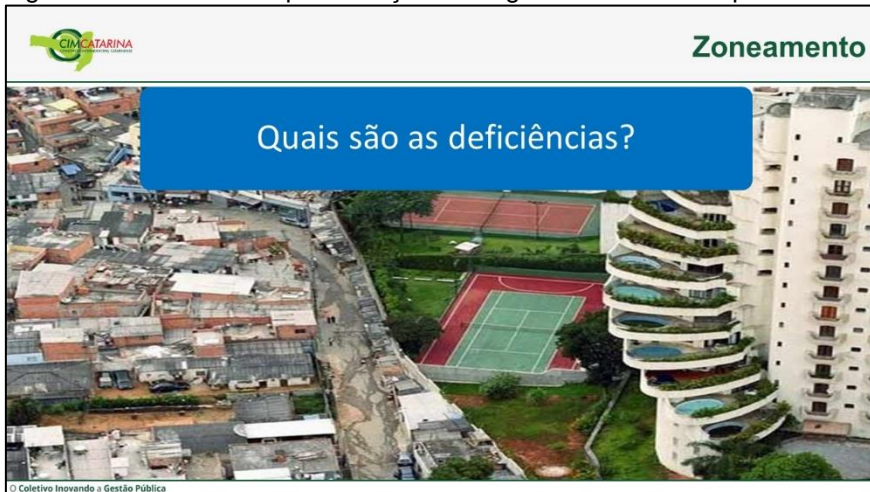 CIMCATARINA
Zoneamento
Quais são as deficiências?
O Coletivo Inovando a Gestão Pública